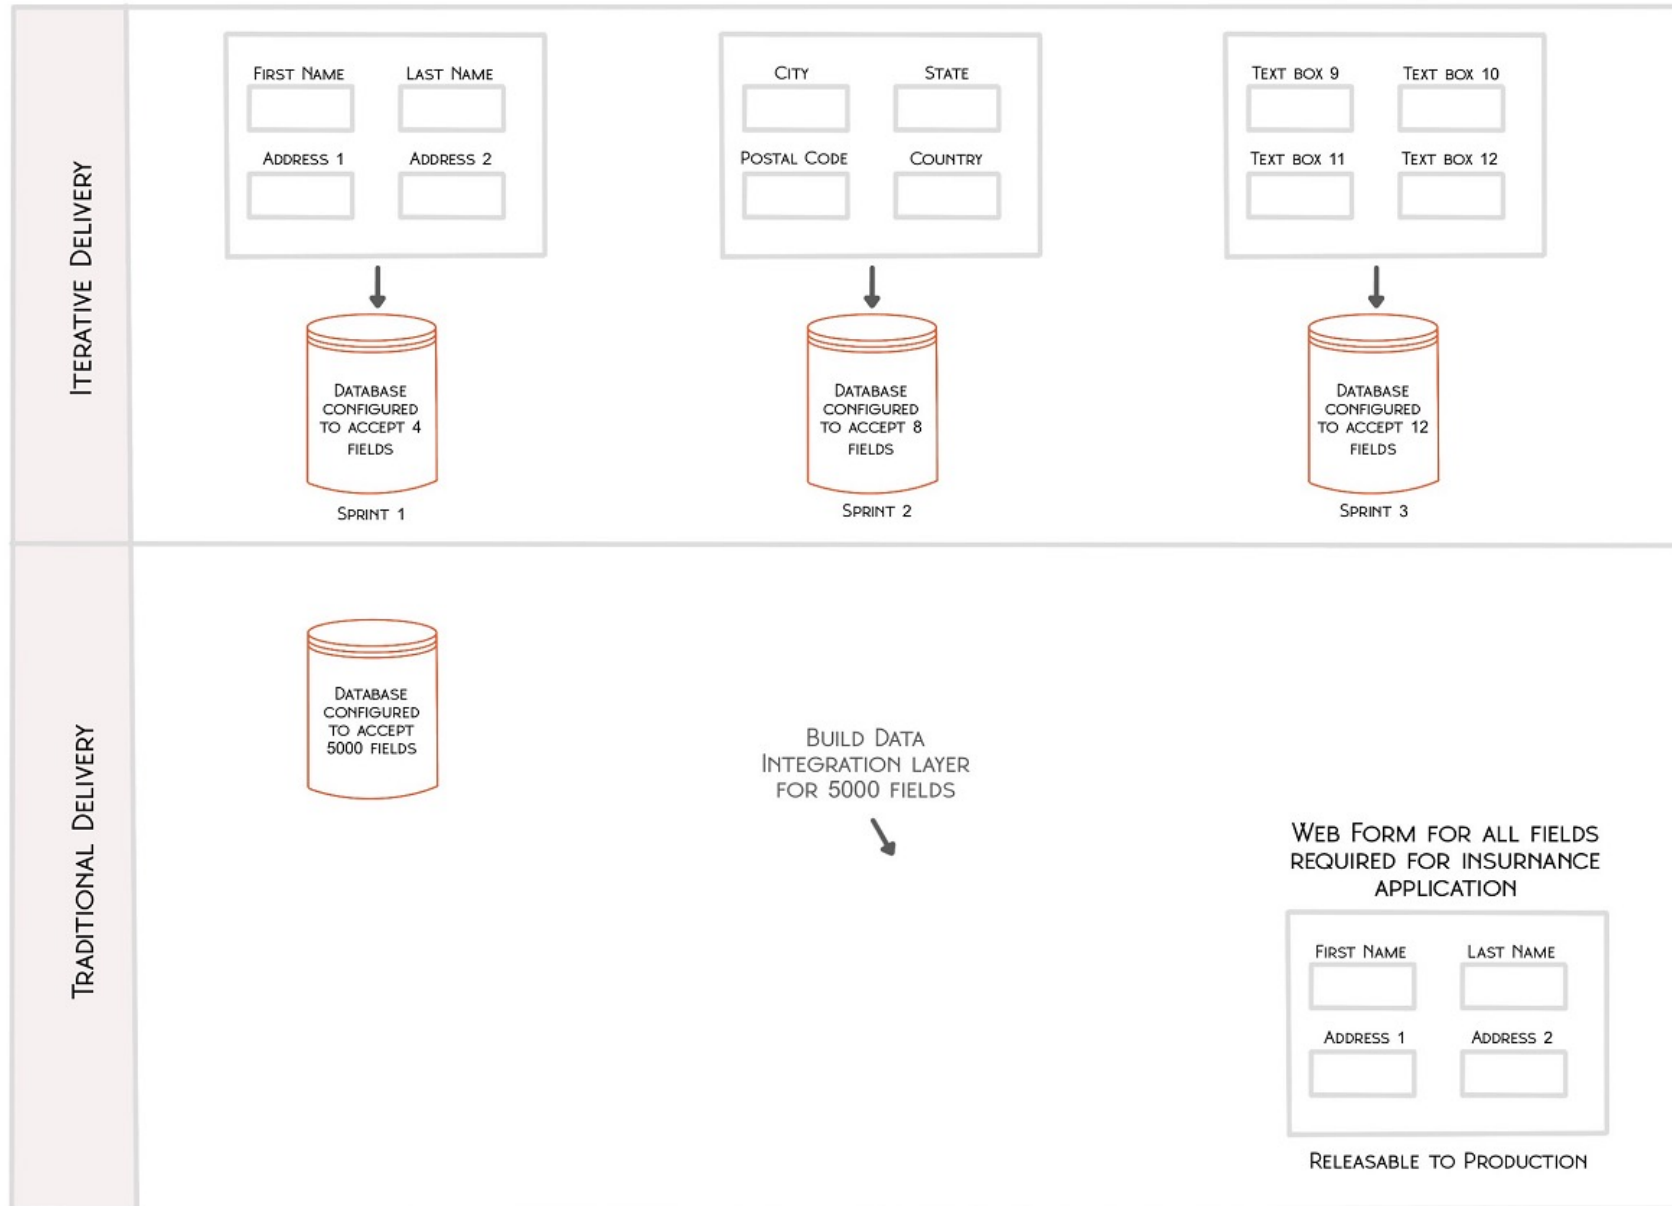 Iterative Delivery
First Name
Last Name
Address 1
Address 2
Database
configured
to accept 4
fields
Sprint 1
City
State
Postal Code
Country
Database
configured
to accept 8
fields
Sprint 2
Text box 9
Text box 10
Text box 11
Text box 12
Database
configured
to accept 12
fields
Sprint 3
Traditional Delivery
Database
configured
to accept
5000 fields
Build Data
Integration layer
for 5000 fields
Web Form for all fields
required for insurnance
application
First Name
Last Name
Address 1
Address 2
Releasable to Production